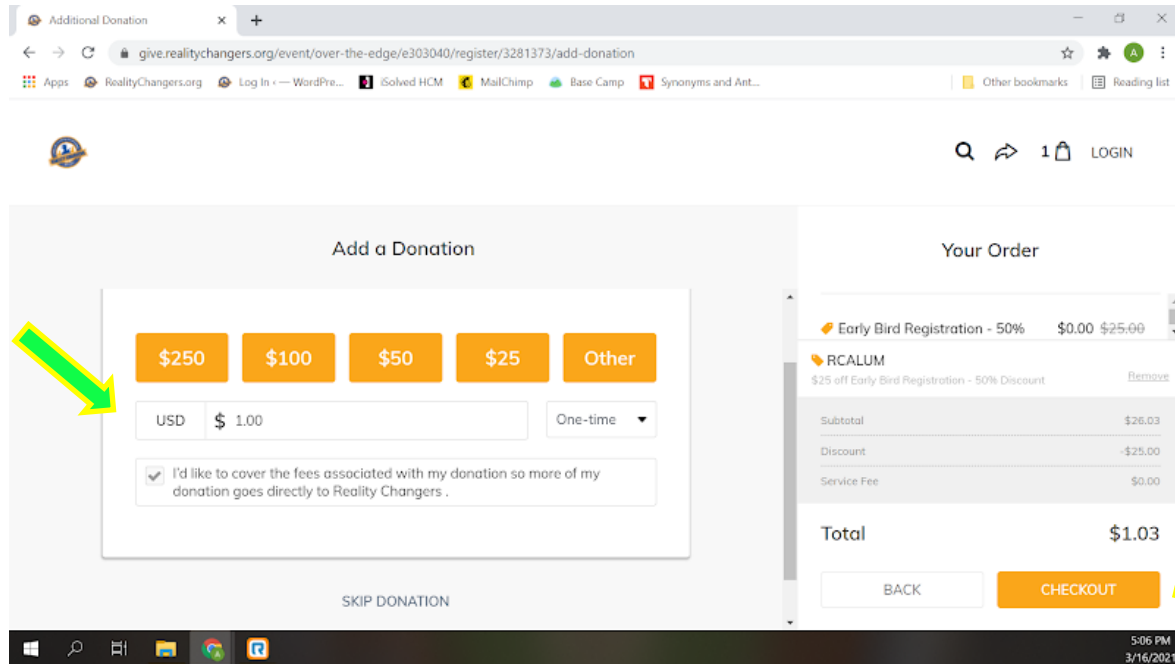 Additional Donation
give.realitychangers.org/event/over-the-edge/e303040/register/3281373/add-donation
A
Apps RealityChangers.org Log In ‹ — WordPre... iSolved HCM MailChimp Base Camp Synonyms and Ant... Other bookmarks Reading list
1 LOGIN
Add a Donation
$250 $100 $50 $25 Other
USD $ 1.00 One-time
I'd like to cover the fees associated with my donation so more of my
donation goes directly to Reality Changers .
SKIP DONATION
Your Order
Early Bird Registration - 50% $0.00 $25.00
RCALUM
$25 off Early Bird Registration - 50% Discount Remove
Subtotal $26.03
Discount -$25.00
Service Fee $0.00
Total $1.03
BACK CHECKOUT
5:06 PM